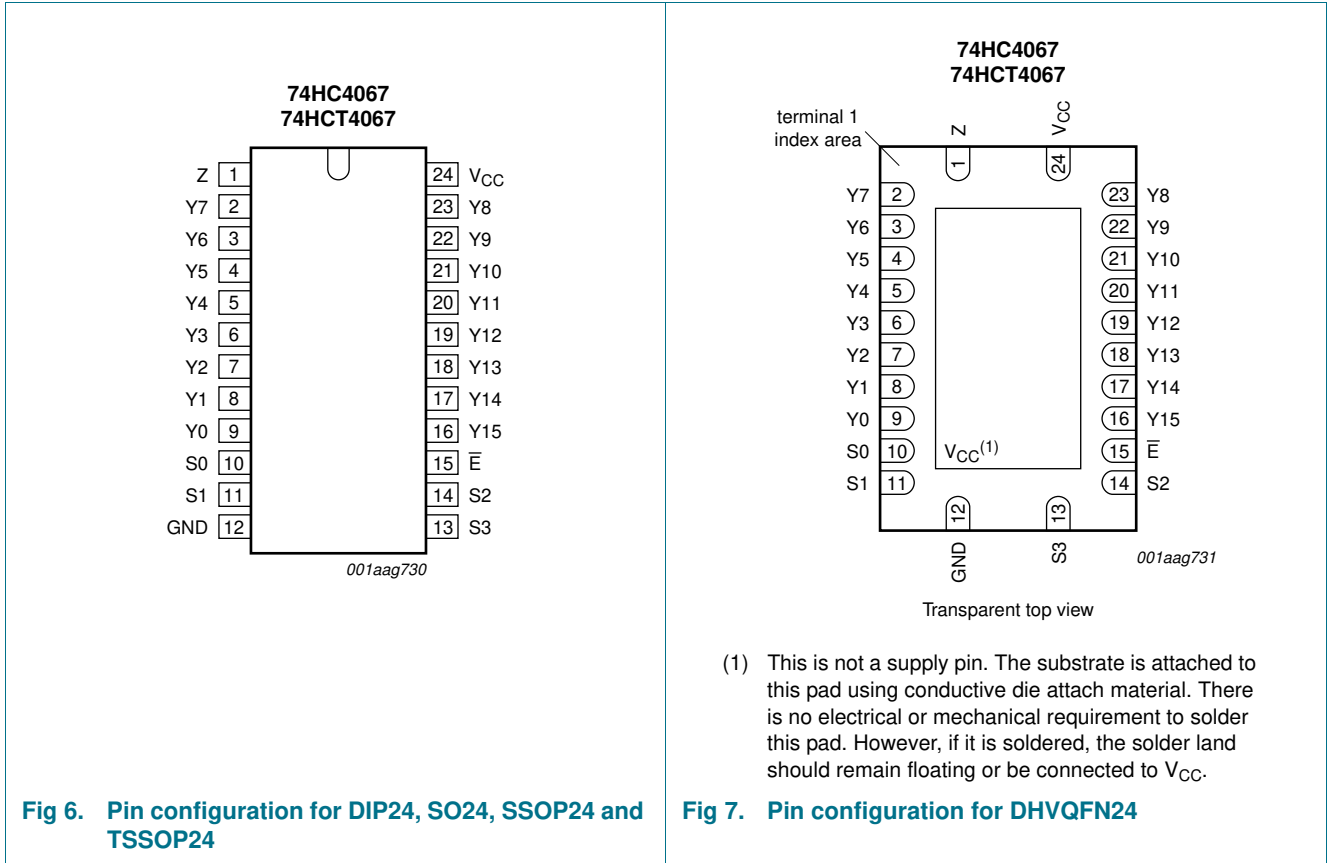 74HC4067
74HCT4067
Z 1
Y7 2
Y6 3
Y5 4
Y4 5
Y3 6
Y2 7
Y1 8
Y0 9
S0 10
S1 11
GND 12
24 VCC
23 Y8
22 Y9
21 Y10
20 Y11
19 Y12
18 Y13
17 Y14
16 Y15
15 E̅
14 S2
13 S3
001aag730
Fig 6. Pin configuration for DIP24, SO24, SSOP24 and
TSSOP24
74HC4067
74HCT4067
terminal 1
index area
Z
1
VCC
24
Y7 2
Y6 3
Y5 4
Y4 5
Y3 6
Y2 7
Y1 8
Y0 9
S0 10
S1 11
VCC(1)
23 Y8
22 Y9
21 Y10
20 Y11
19 Y12
18 Y13
17 Y14
16 Y15
15 E̅
14 S2
12
GND
13
S3
001aag731
Transparent top view
(1) This is not a supply pin. The substrate is attached to
this pad using conductive die attach material. There
is no electrical or mechanical requirement to solder
this pad. However, if it is soldered, the solder land
should remain floating or be connected to VCC.
Fig 7. Pin configuration for DHVQFN24